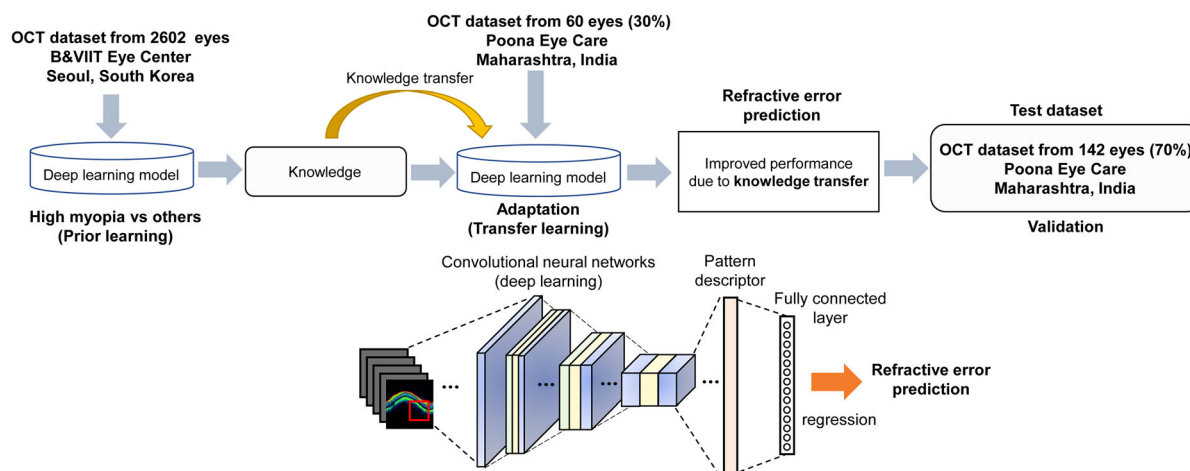 OCT dataset from 2602 eyes
B&VIIT Eye Center
Seoul, South Korea
Deep learning model
High myopia vs others
(Prior learning)
Knowledge transfer
Knowledge
OCT dataset from 60 eyes (30%)
Poona Eye Care
Maharashtra, India
Deep learning model
Adaptation
(Transfer learning)
Refractive error
prediction
Improved performance
due to knowledge transfer
Test dataset
OCT dataset from 142 eyes (70%)
Poona Eye Care
Maharashtra, India
Validation
Convolutional neural networks
(deep learning)
...
...
...
...
Pattern
descriptor
Fully connected
layer
regression
Refractive error
prediction